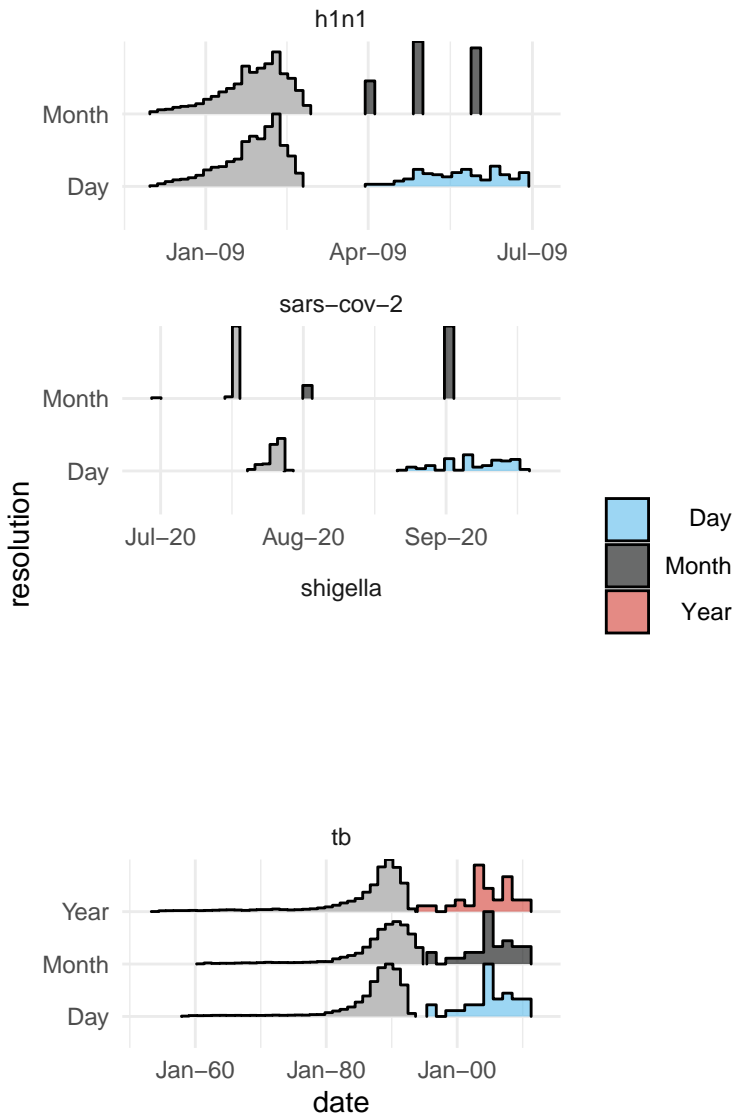 h1n1
Month
Day
Jan−09 Apr−09 Jul−09
sars−cov−2
Month
Day
Jul−20 Aug−20 Sep−20
shigella
resolution
Day
Month
Year
tb
Year
Month
Day
Jan−60 Jan−80 Jan−00
date